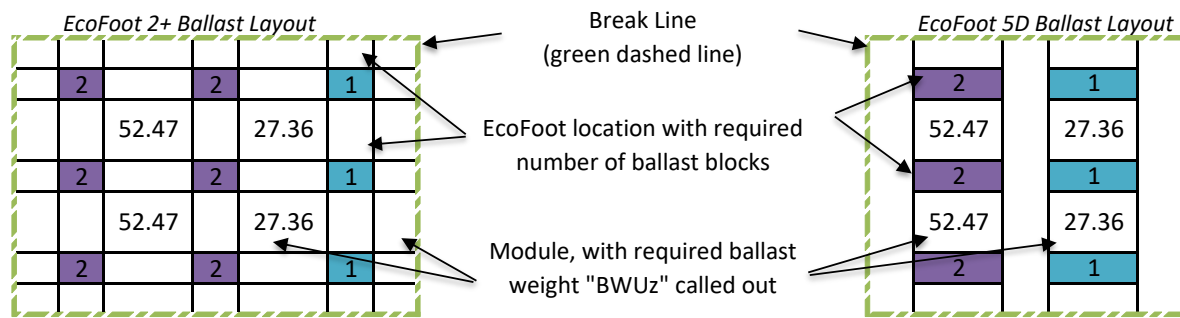 EcoFoot 2+ Ballast Layout
2 2 1
52.47 27.36
2 2 1
52.47 27.36
2 2 1
Break Line
(green dashed line)
EcoFoot location with required
number of ballast blocks
Module, with required ballast
weight "BWUz" called out
EcoFoot 5D Ballast Layout
2 1
52.47 27.36
2 1
52.47 27.36
2 1